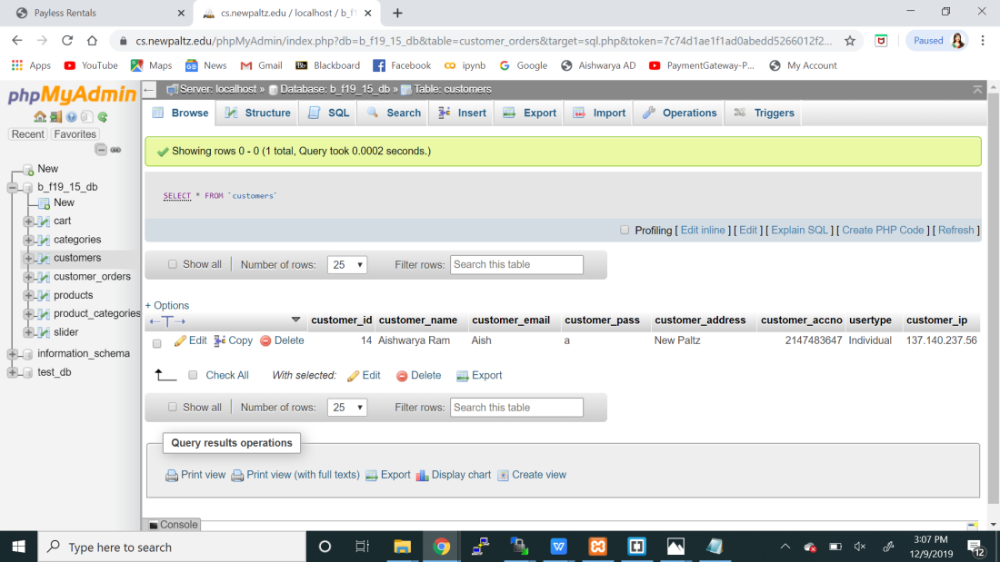 Payless Rentals
cs.newpaltz.edu / localhost / b_f1
cs.newpaltz.edu/phpMyAdmin/index.php?db=b_f19_15_db&table=customer_orders&target=sql.php&token=7c74d1ae1f1ad0abedd5266012f2...
Paused
Apps YouTube Maps News Gmail Blackboard Facebook ipynb Google Aishwarya AD PaymentGateway-P... My Account
phpMyAdmin
Server: localhost » Database: b_f19_15_db » Table: customers
Browse Structure SQL Search Insert Export Import Operations Triggers
Recent Favorites
New
b_f19_15_db
New
cart
categories
customers
customer_orders
products
product_categories
slider
information_schema
test_db
Showing rows 0 - 0 (1 total, Query took 0.0002 seconds.)
SELECT * FROM `customers`
Profiling [ Edit inline ] [ Edit ] [ Explain SQL ] [ Create PHP Code ] [ Refresh ]
Show all Number of rows: 25 Filter rows: Search this table
+ Options
←T→ customer_id customer_name customer_email customer_pass customer_address customer_accno usertype customer_ip
Edit Copy Delete 14 Aishwarya Ram Aish a New Paltz 2147483647 Individual 137.140.237.56
Check All With selected: Edit Delete Export
Show all Number of rows: 25 Filter rows: Search this table
Query results operations
Print view Print view (with full texts) Export Display chart Create view
Console
Type here to search
3:07 PM
12/9/2019
12